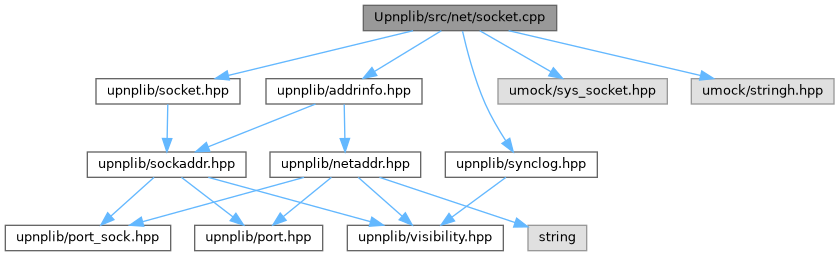 Upnplib/src/net/socket.cpp
upnplib/socket.hpp
upnplib/addrinfo.hpp
umock/sys_socket.hpp
umock/stringh.hpp
upnplib/sockaddr.hpp
upnplib/netaddr.hpp
upnplib/synclog.hpp
upnplib/port_sock.hpp
upnplib/port.hpp
upnplib/visibility.hpp
string